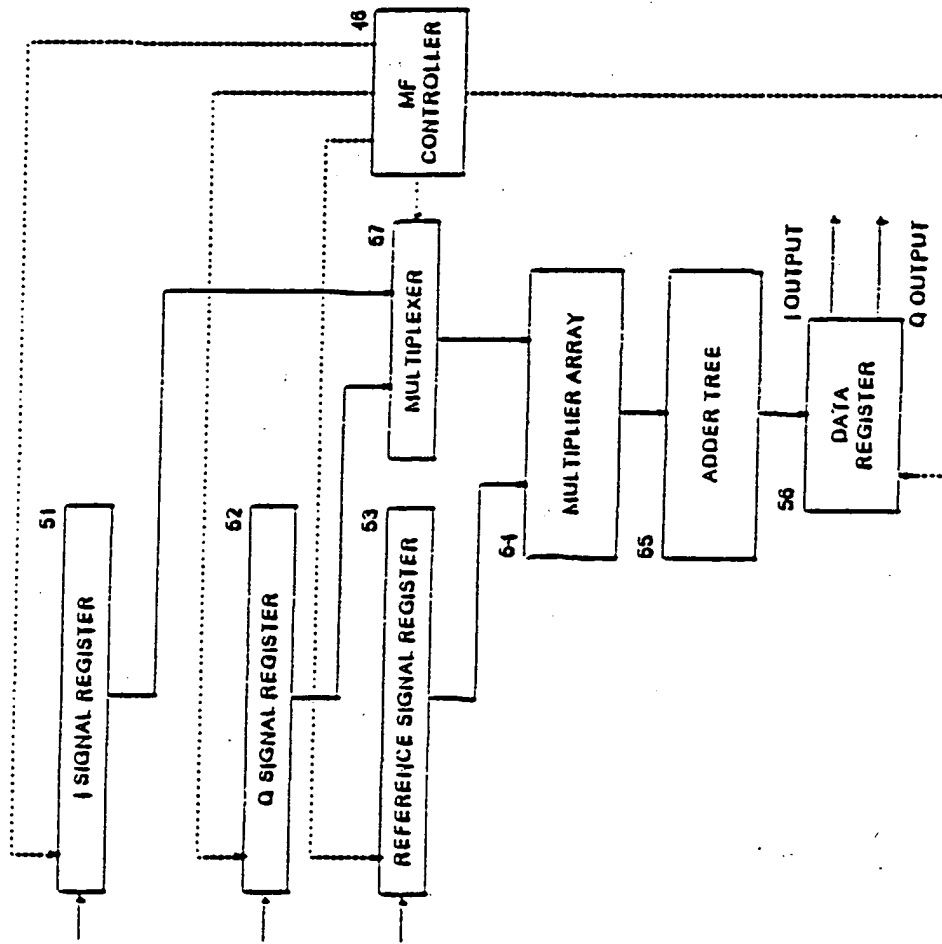 51
I SIGNAL REGISTER
52
Q SIGNAL REGISTER
53
REFERENCE SIGNAL REGISTER
46
MF
CONTROLLER
57
MULTIPLEXER
54
MULTIPLIER ARRAY
55
ADDER TREE
56
DATA
REGISTER
I OUTPUT
Q OUTPUT